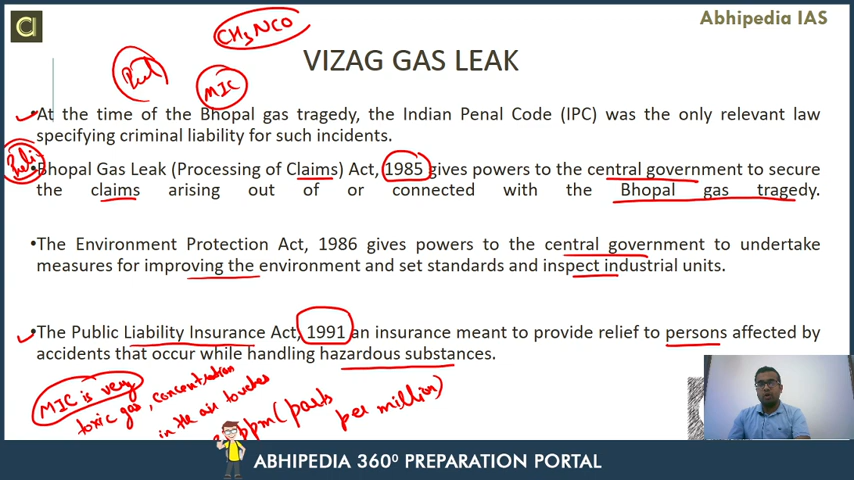 Abhipedia IAS
a
CH3NCO
MIC
VIZAG GAS LEAK
✓At the time of the Bhopal gas tragedy, the Indian Penal Code (IPC) was the only relevant law
specifying criminal liability for such incidents.
•Bhopal Gas Leak (Processing of Claims) Act, 1985 gives powers to the central government to secure
the claims arising out of or connected with the Bhopal gas tragedy.
•The Environment Protection Act, 1986 gives powers to the central government to undertake
measures for improving the environment and set standards and inspect industrial units.
•The Public Liability Insurance Act, 1991 an insurance meant to provide relief to persons affected by
accidents that occur while handling hazardous substances.
MIC is very
toxic gas, concentration
in the air touches
ppm (parts
per million)
ABHIPEDIA 360⁰ PREPARATION PORTAL